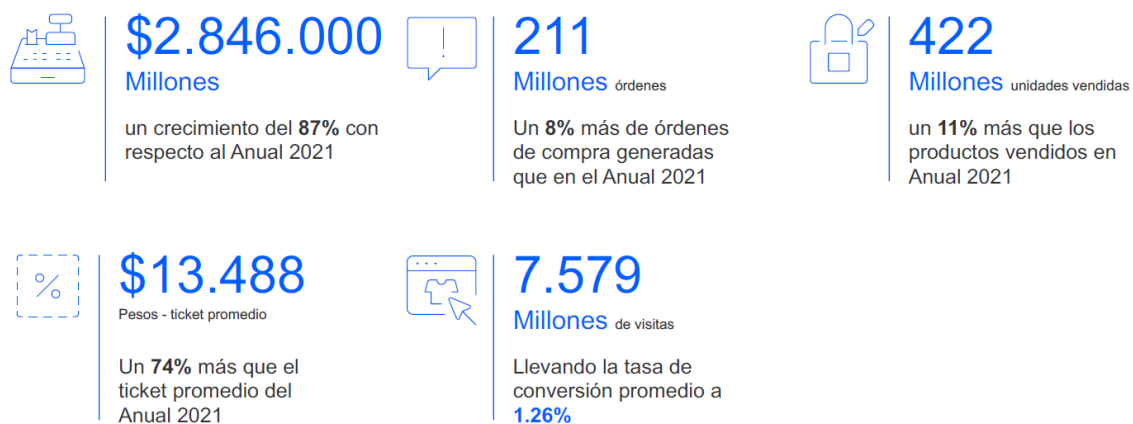 $2.846.000
Millones
un crecimiento del 87% con
respecto al Anual 2021
!
211
Millones órdenes
Un 8% más de órdenes
de compra generadas
que en el Anual 2021
422
Millones unidades vendidas
un 11% más que los
productos vendidos en
Anual 2021
%
$13.488
Pesos - ticket promedio
Un 74% más que el
ticket promedio del
Anual 2021
7.579
Millones de visitas
Llevando la tasa de
conversión promedio a
1.26%